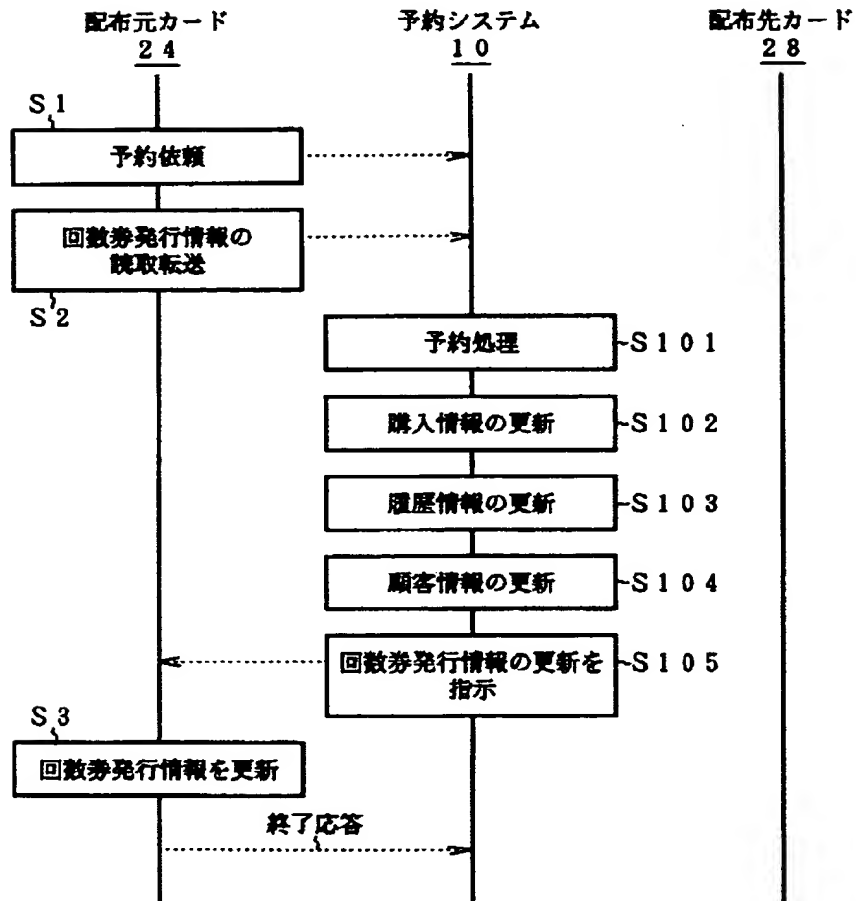 配布元カード
24
予約システム
10
配布先カード
28
S1
予約依頼
回数券発行情報の
読取転送
S2
予約処理
S101
購入情報の更新
S102
履歴情報の更新
S103
顧客情報の更新
S104
回数券発行情報の更新を
指示
S105
S3
回数券発行情報を更新
終了応答